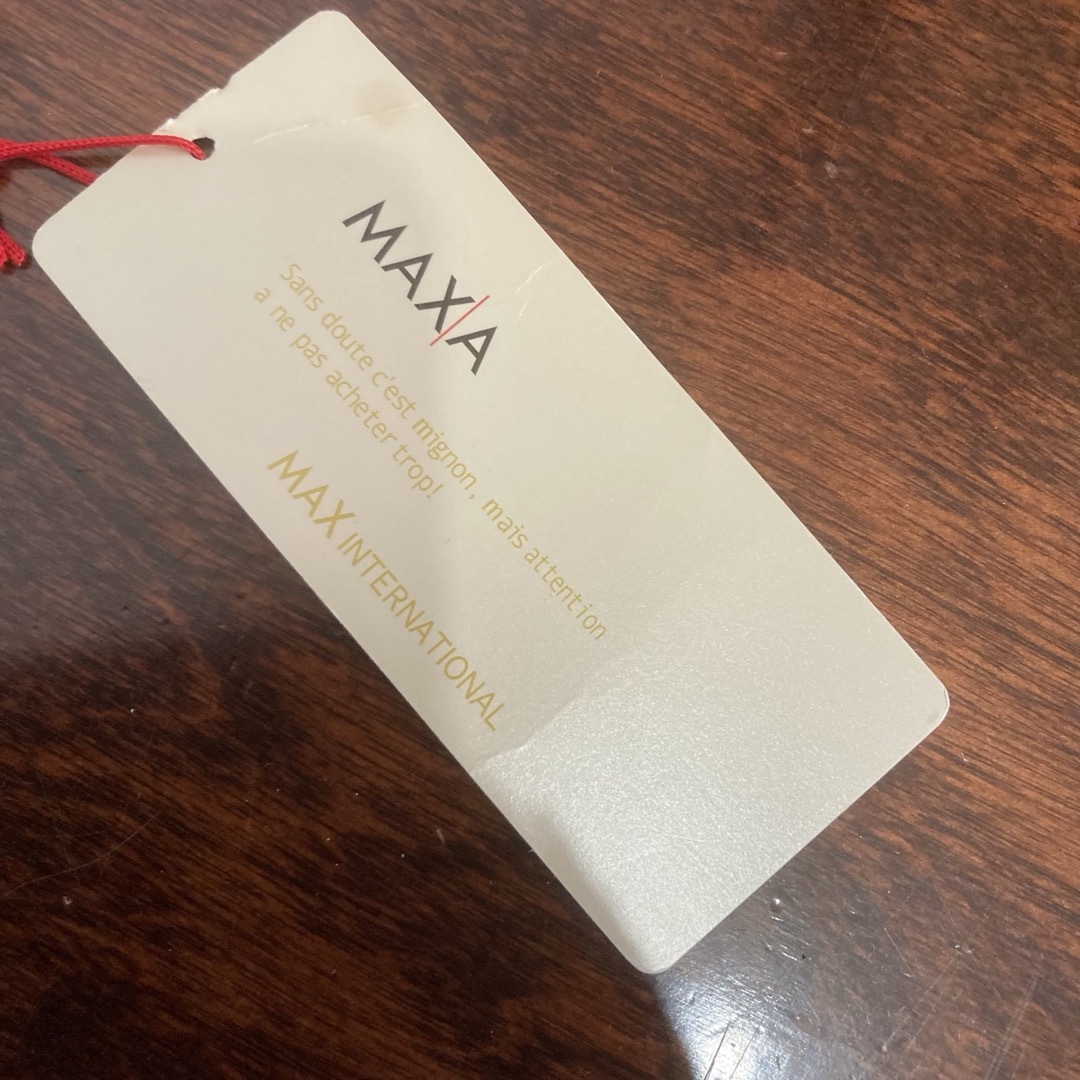 MAX/A
Sans doute c'est mignon, mais attention
a ne pas acheter trop!
MAX INTERNATIONAL